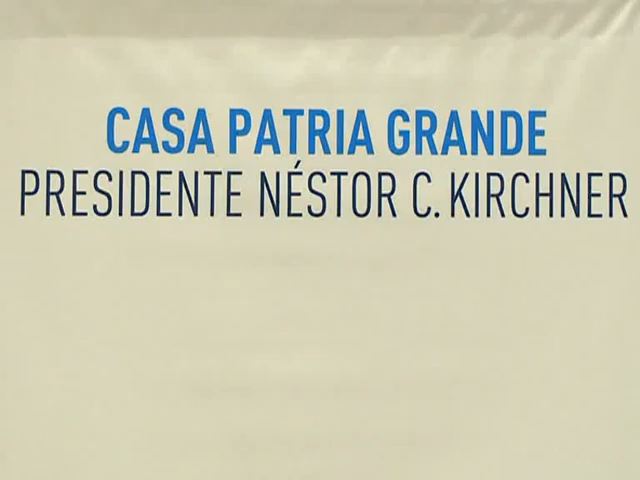 CASA PATRIA GRANDE
PRESIDENTE NÉSTOR C. KIRCHNER